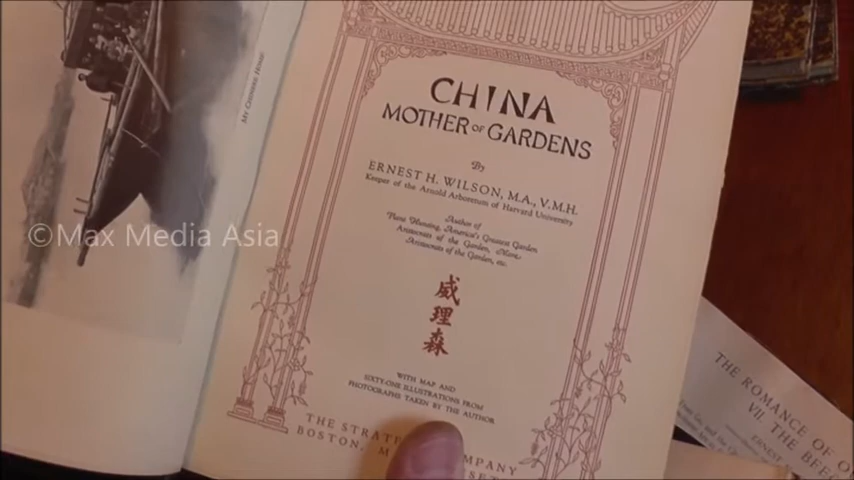 MY CHINESE HOME
CHINA
MOTHER OF GARDENS
By
ERNEST H. WILSON, M.A., V.M.H.
Keeper of the Arnold Arboretum of Harvard University
Author of
Plant Hunting, America's Greatest Garden
Aristocrats of the Garden, More
Aristocrats of the Garden, etc.
威
理
森
WITH MAP AND
SIXTY-ONE ILLUSTRATIONS FROM
PHOTOGRAPHS TAKEN BY THE AUTHOR
THE COMPANY
BOSTON,
©Max Media Asia
THE ROMANCE OF
VII. THE
ERNEST